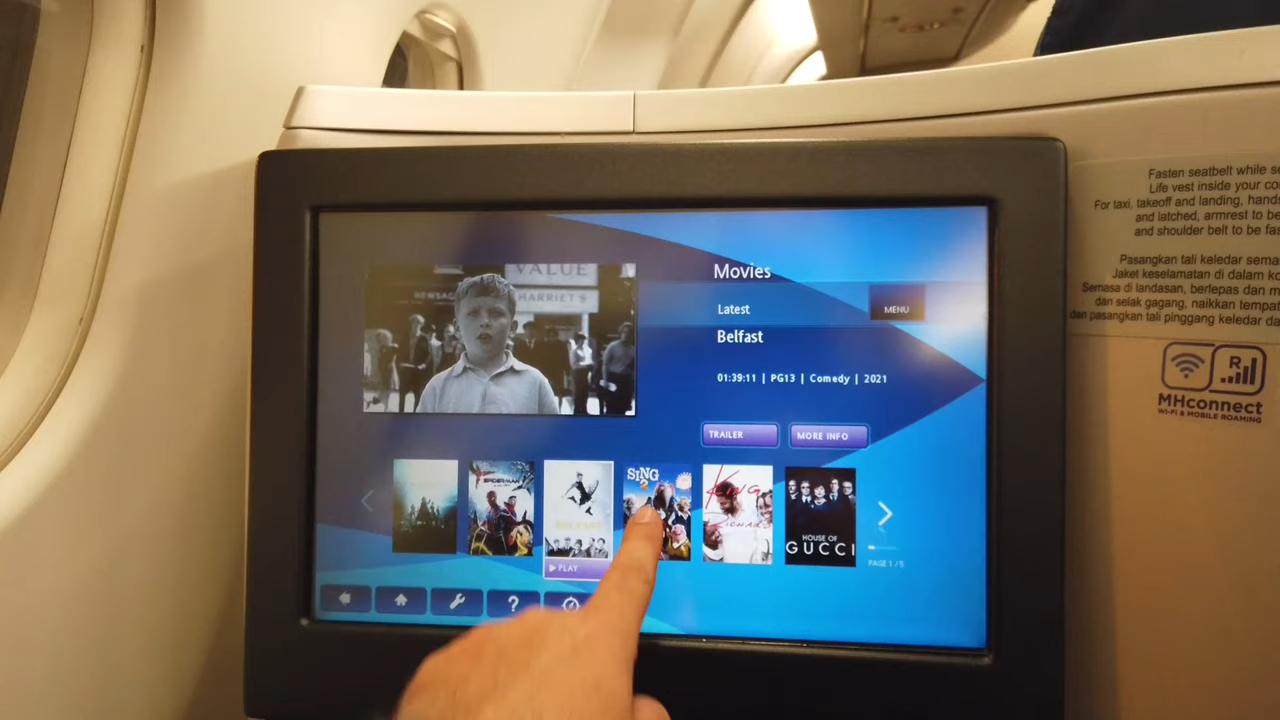 VALUE
NEWSAG
HARRIET'S
Movies
Latest
MENU
Belfast
01:39:11 | PG13 | Comedy | 2021
TRAILER
MORE INFO
SPIDER-MAN
SING
2
KING
RICHARD
HOUSE OF
GUCCI
PLAY
PAGE 1 / 5
?
Fasten seatbelt while se
Life vest inside your co
For taxi, takeoff and landing, hands
and latched, armrest to be
and shoulder belt to be fas
Pasangkan tali keledar sema
Jaket keselamatan di dalam ko
Semasa di landasan, berlepas dan m
dan selak gagang, naikkan tempat
dan pasangkan tali pinggang keledar da
R
MHconnect
WI-FI & MOBILE ROAMING